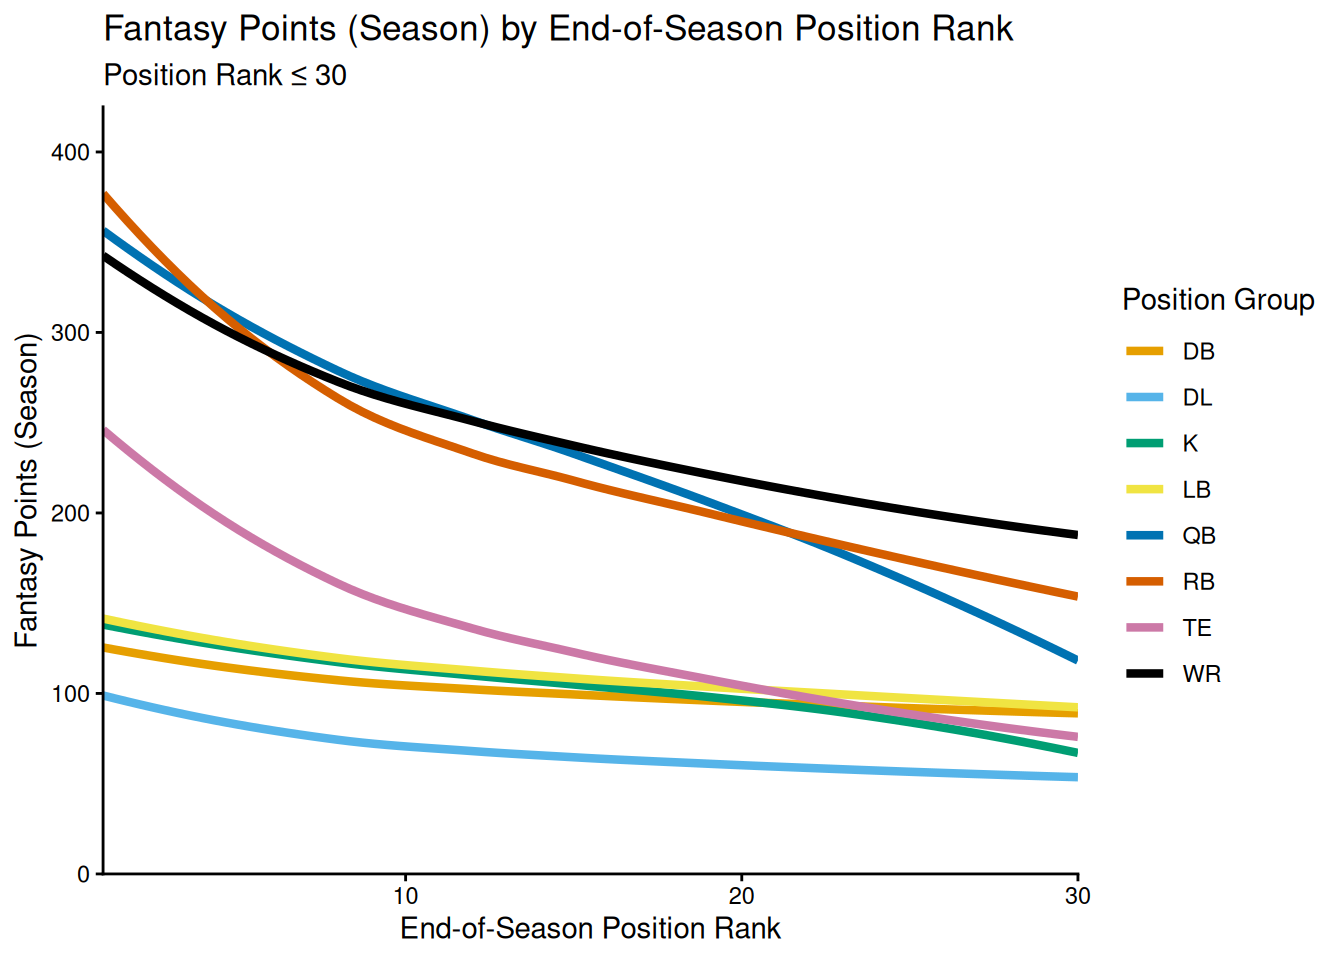 Fantasy Points (Season) by End-of-Season Position Rank
Position Rank ≤ 30
Fantasy Points (Season)
400
300
200
100
0
10
20
30
End-of-Season Position Rank
Position Group
DB
DL
K
LB
QB
RB
TE
WR